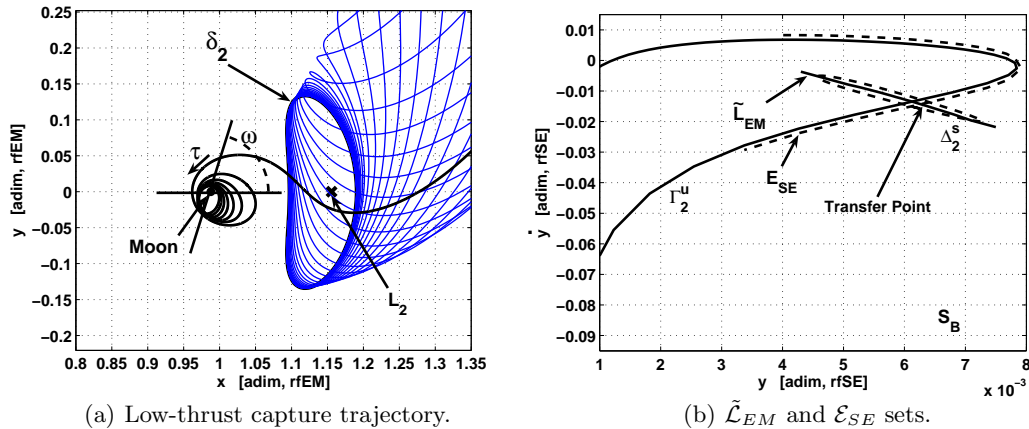 0.25
0.2
0.15
0.1
0.05
0
−0.05
−0.1
−0.15
−0.2
y [adim, rfEM]
δ2
τ
ω
Moon
L2
0.8 0.85 0.9 0.95 1 1.05 1.1 1.15 1.2 1.25 1.3 1.35
x [adim, rfEM]
(a) Low-thrust capture trajectory.
0.01
0
−0.01
−0.02
−0.03
−0.04
−0.05
−0.06
−0.07
−0.08
−0.09
ẏ [adim, rfSE]
L̃EM
ESE
Δ2s
Γ2u
Transfer Point
SB
1 2 3 4 5 6 7 8
x 10−3
y [adim, rfSE]
(b) L̃EM and ESE sets.